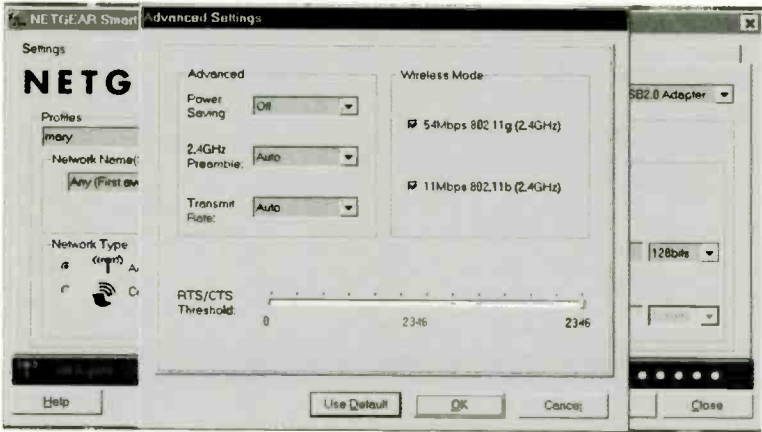 NETGEAR Smart
Advanced Settings
Settings
NETG
Profiles
mary
Network Name(
Any (First av
Network Type
Advanced
Power
Saving
Off
2.4GHz
Preamble:
Auto
Transmit
Rate:
Auto
Wireless Mode
54Mbps 802.11g (2.4GHz)
11Mbps 802.11b (2.4GHz)
RTS/CTS
Threshold:
0
2346
2346
SB2.0 Adapter
128bits
Help
Use Default
OK
Cancel
Close